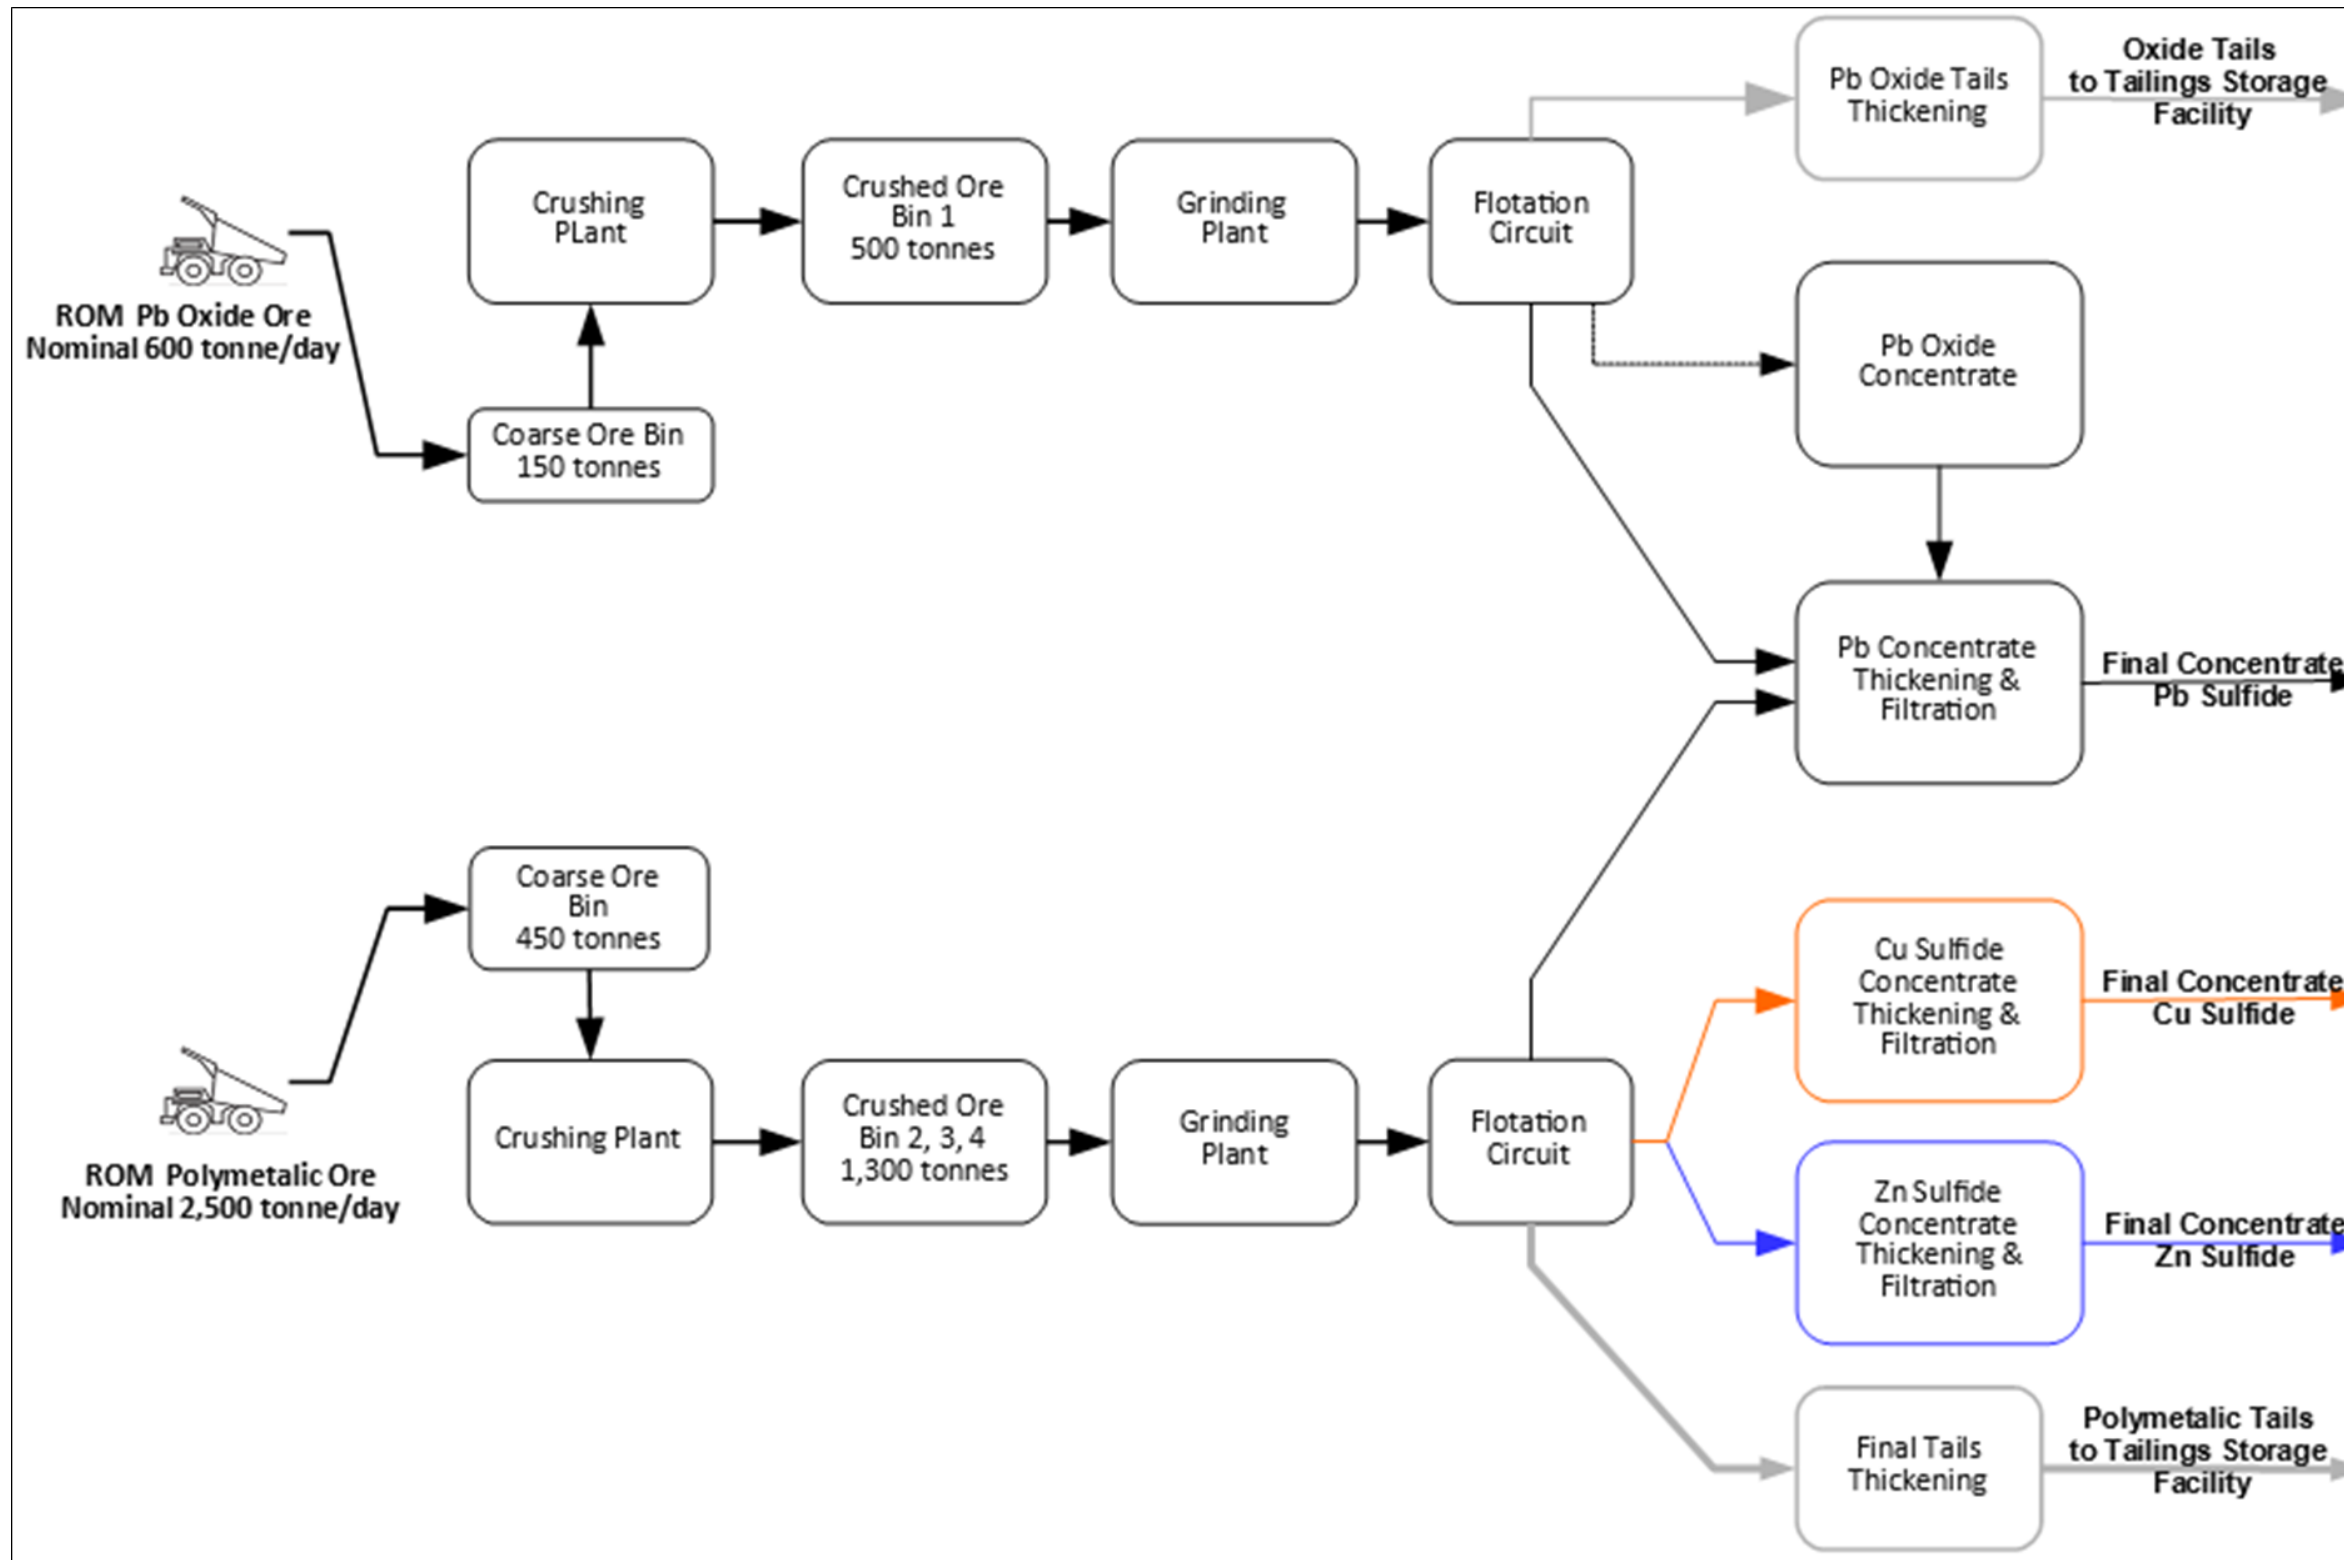 Oxide Tails
to Tailings Storage
Facility
Pb Oxide Tails
Thickening
Crushing
PLant
Crushed Ore
Bin 1
500 tonnes
Grinding
Plant
Flotation
Circuit
ROM Pb Oxide Ore
Nominal 600 tonne/day
Pb Oxide
Concentrate
Coarse Ore Bin
150 tonnes
Pb Concentrate
Thickening &
Filtration
Final Concentrate
Pb Sulfide
Coarse Ore
Bin
450 tonnes
Cu Sulfide
Concentrate
Thickening &
Filtration
Final Concentrate
Cu Sulfide
ROM Polymetalic Ore
Nominal 2,500 tonne/day
Crushing Plant
Crushed Ore
Bin 2, 3, 4
1,300 tonnes
Grinding
Plant
Flotation
Circuit
Zn Sulfide
Concentrate
Thickening &
Filtration
Final Concentrate
Zn Sulfide
Final Tails
Thickening
Polymetalic Tails
to Tailings Storage
Facility